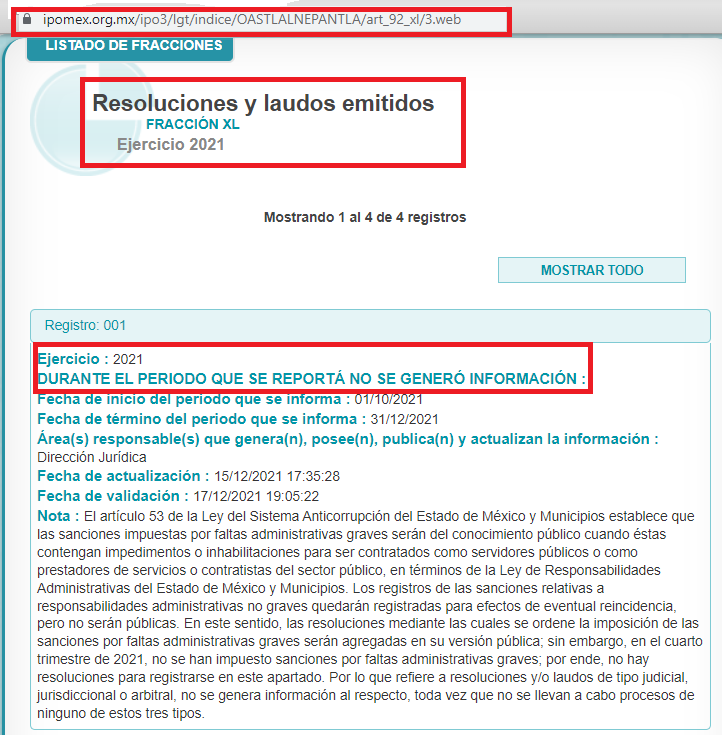 ipomex.org.mx/ipo3/lgt/indice/OASTLALNEPANTLA/art_92_xl/3.web
LISTADO DE FRACCIONES
Resoluciones y laudos emitidos
FRACCIÓN XL
Ejercicio 2021
Mostrando 1 al 4 de 4 registros
MOSTRAR TODO
Registro: 001
Ejercicio : 2021
DURANTE EL PERIODO QUE SE REPORTÁ NO SE GENERÓ INFORMACIÓN :
Fecha de inicio del periodo que se informa : 01/10/2021
Fecha de término del periodo que se informa : 31/12/2021
Área(s) responsable(s) que genera(n), posee(n), publica(n) y actualizan la información :
Dirección Jurídica
Fecha de actualización : 15/12/2021 17:35:28
Fecha de validación : 17/12/2021 19:05:22
Nota : El artículo 53 de la Ley del Sistema Anticorrupción del Estado de México y Municipios establece que
las sanciones impuestas por faltas administrativas graves serán del conocimiento público cuando éstas
contengan impedimentos o inhabilitaciones para ser contratados como servidores públicos o como
prestadores de servicios o contratistas del sector público, en términos de la Ley de Responsabilidades
Administrativas del Estado de México y Municipios. Los registros de las sanciones relativas a
responsabilidades administrativas no graves quedarán registradas para efectos de eventual reincidencia,
pero no serán públicas. En este sentido, las resoluciones mediante las cuales se ordene la imposición de las
sanciones por faltas administrativas graves serán agregadas en su versión pública; sin embargo, en el cuarto
trimestre de 2021, no se han impuesto sanciones por faltas administrativas graves; por ende, no hay
resoluciones para registrarse en este apartado. Por lo que refiere a resoluciones y/o laudos de tipo judicial,
jurisdiccional o arbitral, no se genera información al respecto, toda vez que no se llevan a cabo procesos de
ninguno de estos tres tipos.